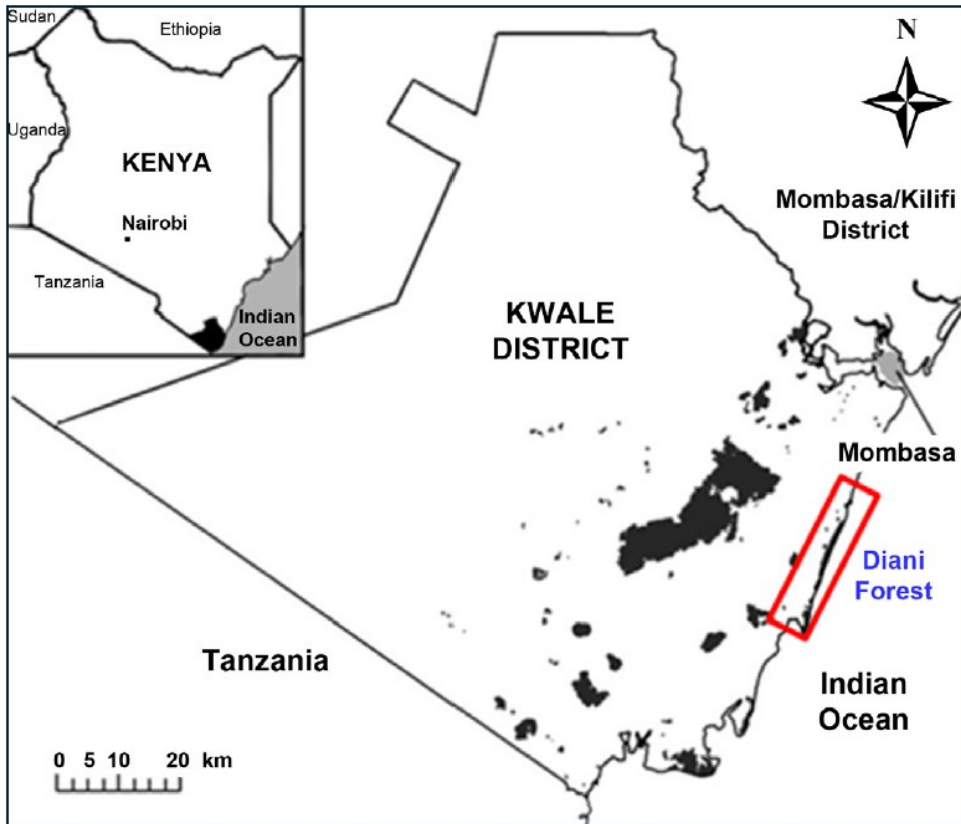 Sudan
Ethiopia
Uganda
KENYA
Nairobi
Tanzania
Indian
Ocean
N
Mombasa/Kilifi
District
KWALE
DISTRICT
Mombasa
Diani
Forest
Tanzania
Indian
Ocean
0 5 10 20 km